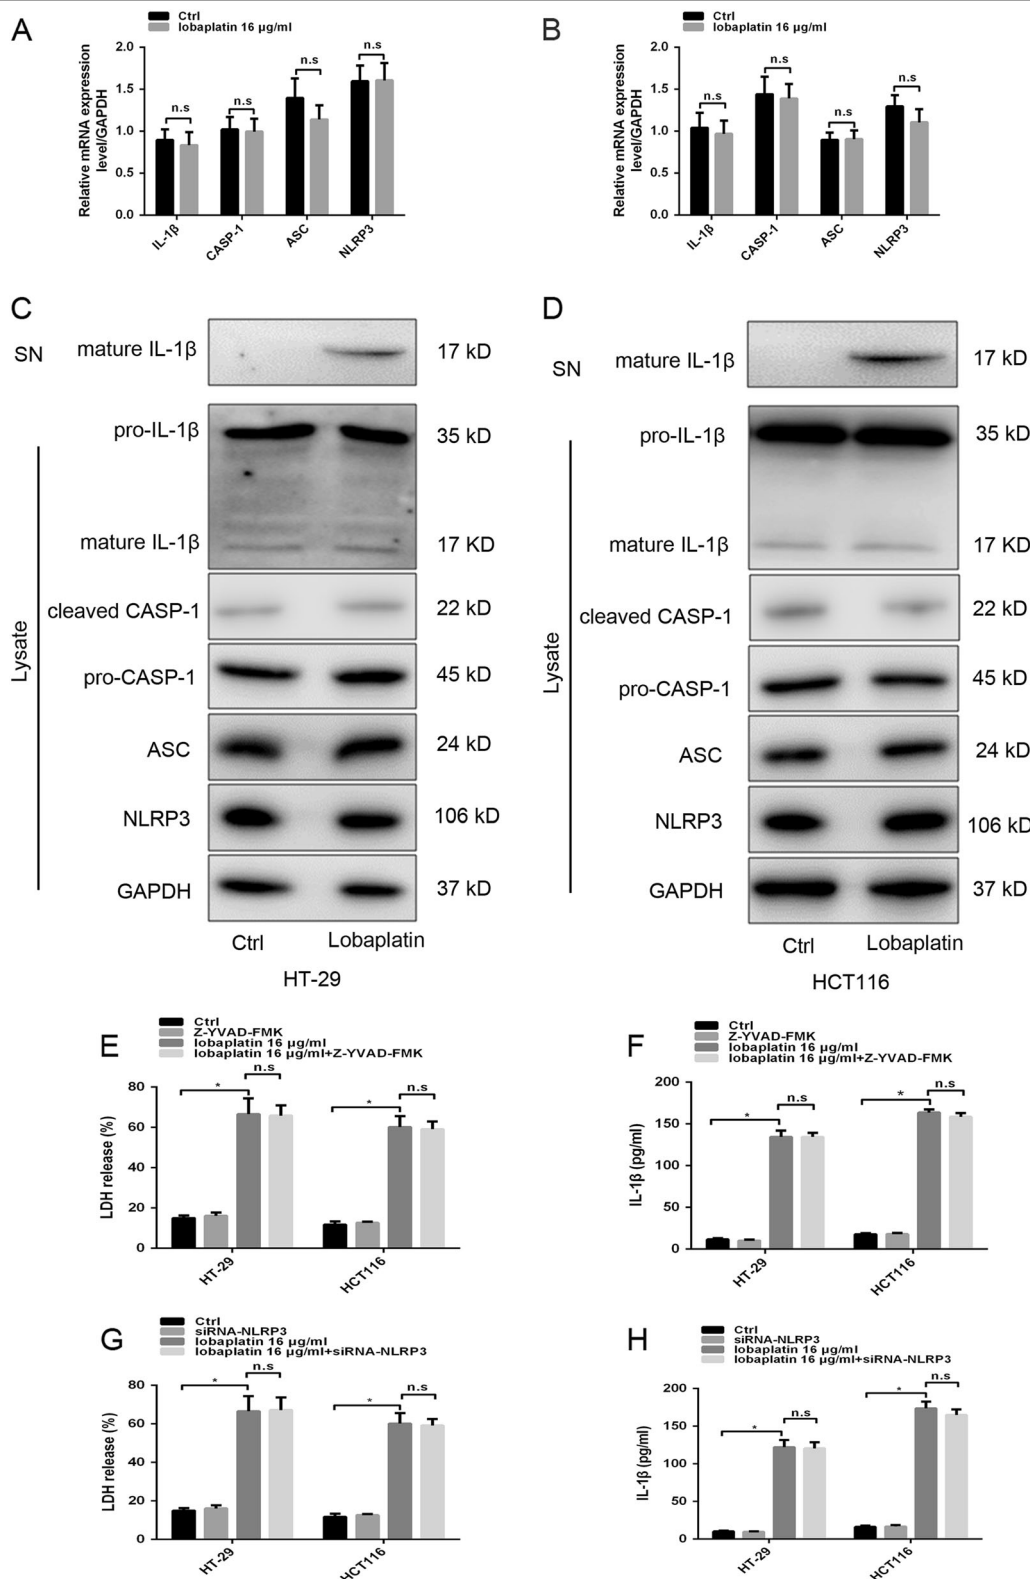 A
Ctrl
lobaplatin 16 μg/ml
Relative mRNA expression
level/GAPDH
2.0
1.5
1.0
0.5
0.0
n.s
n.s
n.s
n.s
IL-1β
CASP-1
ASC
NLRP3
B
Ctrl
lobaplatin 16 μg/ml
Relative mRNA expression
level/GAPDH
2.0
1.5
1.0
0.5
0.0
n.s
n.s
n.s
n.s
IL-1β
CASP-1
ASC
NLRP3
C
SN
mature IL-1β
17 kD
pro-IL-1β
35 kD
mature IL-1β
17 KD
cleaved CASP-1
22 kD
pro-CASP-1
45 kD
ASC
24 kD
NLRP3
106 kD
GAPDH
37 kD
Lysate
Ctrl
Lobaplatin
HT-29
D
SN
mature IL-1β
17 kD
pro-IL-1β
35 kD
mature IL-1β
17 KD
cleaved CASP-1
22 kD
pro-CASP-1
45 kD
ASC
24 kD
NLRP3
106 kD
GAPDH
37 kD
Lysate
Ctrl
Lobaplatin
HCT116
E
Ctrl
Z-YVAD-FMK
lobaplatin 16 μg/ml
lobaplatin 16 μg/ml+Z-YVAD-FMK
LDH release (%)
80
60
40
20
0
*
n.s
*
n.s
HT-29
HCT116
F
Ctrl
Z-YVAD-FMK
lobaplatin 16 μg/ml
lobaplatin 16 μg/ml+Z-YVAD-FMK
IL-1β (pg/ml)
200
150
100
50
0
*
n.s
*
n.s
HT-29
HCT116
G
Ctrl
siRNA-NLRP3
lobaplatin 16 μg/ml
lobaplatin 16 μg/ml+siRNA-NLRP3
LDH release (%)
80
60
40
20
0
*
n.s
*
n.s
HT-29
HCT116
H
Ctrl
siRNA-NLRP3
lobaplatin 16 μg/ml
lobaplatin 16 μg/ml+siRNA-NLRP3
IL-1β (pg/ml)
200
150
100
50
0
*
n.s
*
n.s
HT-29
HCT116